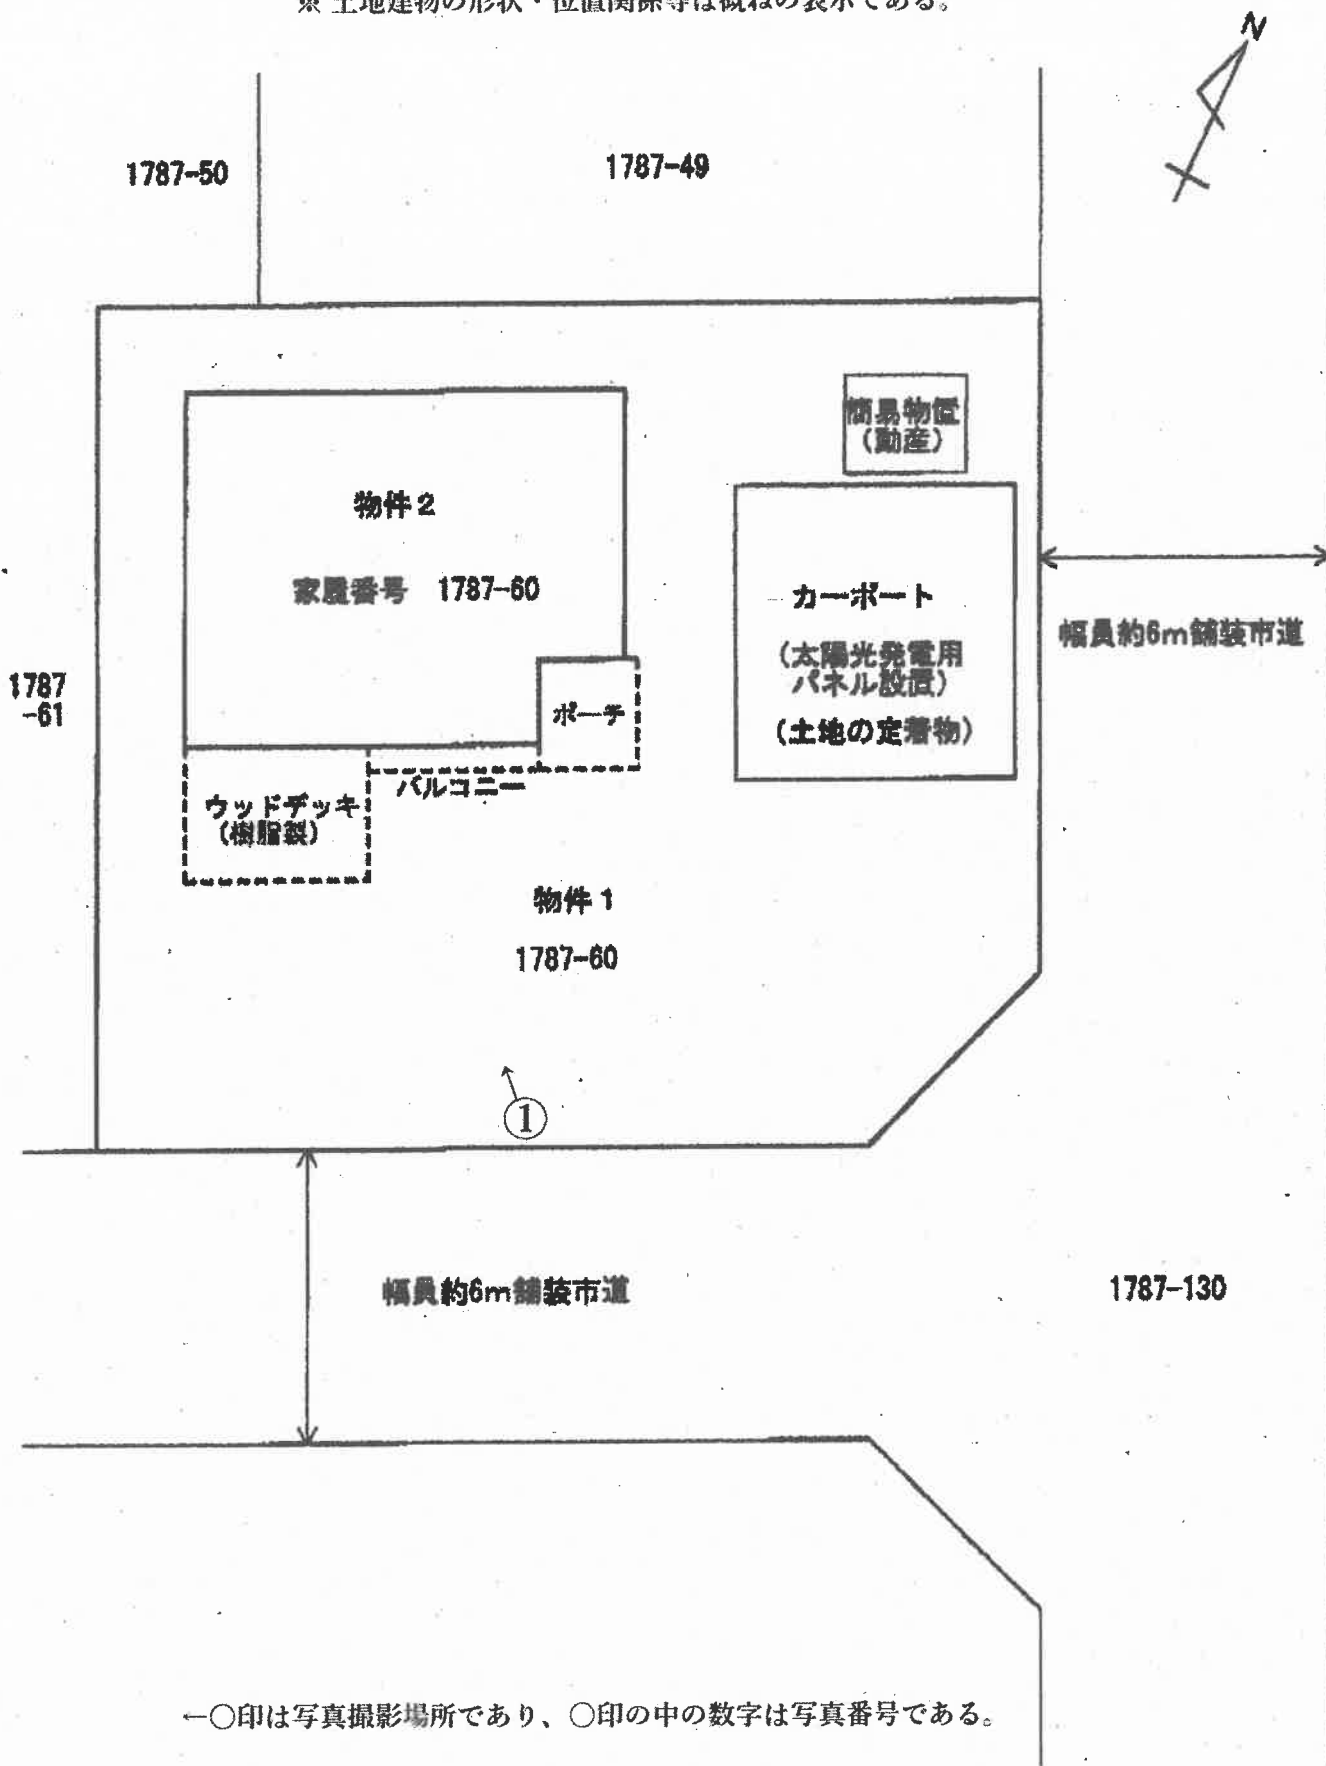 ※ 土地建物の形状・位置関係等は概ねの表示である。
N
1787-50
1787-49
簡易物置
(動産)
物件2
家屋番号 1787-60
カーポート
(太陽光発電用
パネル設置)
(土地の定着物)
幅員約6m舗装市道
1787
-61
ポーチ
バルコニー
ウッドデッキ
(樹脂製)
物件1
1787-60
①
幅員約6m舗装市道
1787-130
←○印は写真撮影場所であり、○印の中の数字は写真番号である。